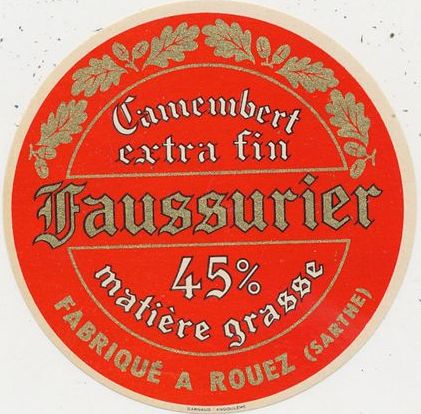 Camembert
extra fin
Faussurier
45%
matière grasse
FABRIQUÉ A ROUEZ (SARTHE)